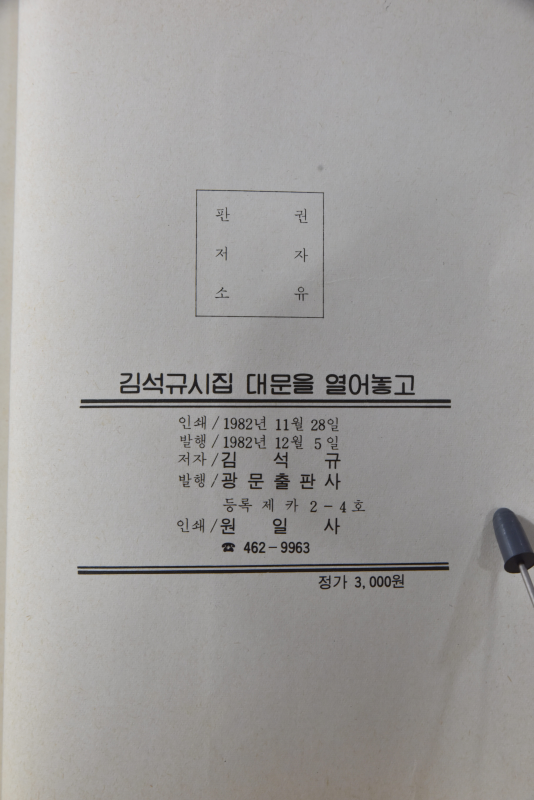 판 권
저 자
소 유
김석규시집 대문을 열어놓고
인쇄/1982년 11월 28일
발행/1982년 12월 5일
저자/김 석 규
발행/광문출판사
등록 제 카 2-4호
인쇄/원 일 사
☎ 462-9963
정가 3,000원